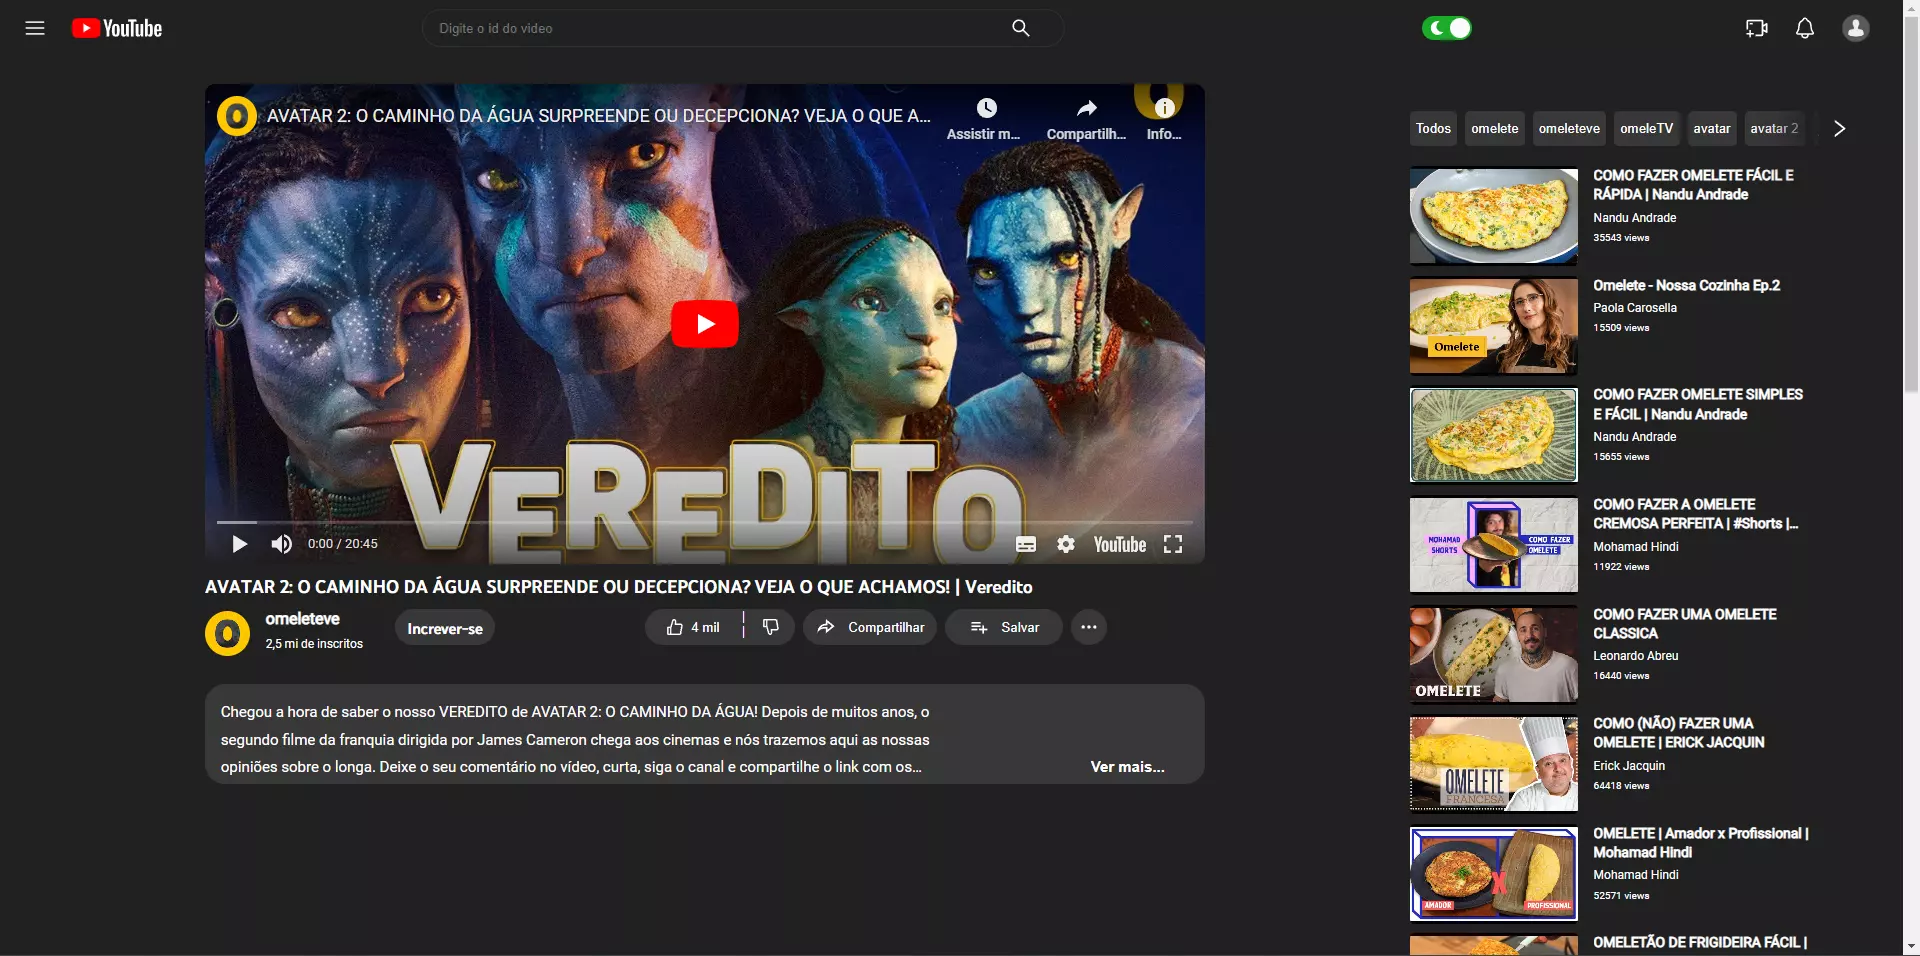 YouTube
Digite o id do video
AVATAR 2: O CAMINHO DA ÁGUA SURPREENDE OU DECEPCIONA? VEJA O QUE A...
Assistir m...
Compartilh...
Info...
VEREDITO
0:00 / 20:45
YouTube
AVATAR 2: O CAMINHO DA ÁGUA SURPREENDE OU DECEPCIONA? VEJA O QUE ACHAMOS! | Veredito
omeleteve
2,5 mi de inscritos
Increver-se
4 mil
Compartilhar
Salvar
Chegou a hora de saber o nosso VEREDITO de AVATAR 2: O CAMINHO DA ÁGUA! Depois de muitos anos, o
segundo filme da franquia dirigida por James Cameron chega aos cinemas e nós trazemos aqui as nossas
opiniões sobre o longa. Deixe o seu comentário no vídeo, curta, siga o canal e compartilhe o link com os...
Ver mais...
Todos
omelete
omeleteve
omeleTV
avatar
avatar 2
COMO FAZER OMELETE FÁCIL E
RÁPIDA | Nandu Andrade
Nandu Andrade
35543 views
Omelete
Omelete - Nossa Cozinha Ep.2
Paola Carosella
15509 views
COMO FAZER OMELETE SIMPLES
E FÁCIL | Nandu Andrade
Nandu Andrade
15655 views
MOHAMAD
SHORTS
COMO FAZER
OMELETE
COMO FAZER A OMELETE
CREMOSA PERFEITA | #Shorts |...
Mohamad Hindi
11922 views
OMELETE
COMO FAZER UMA OMELETE
CLASSICA
Leonardo Abreu
16440 views
OMELETE
FRANCESA
COMO (NÃO) FAZER UMA
OMELETE | ERICK JACQUIN
Erick Jacquin
64418 views
AMADOR
X
PROFISSIONAL
OMELETE | Amador x Profissional |
Mohamad Hindi
Mohamad Hindi
52571 views
OMELETÃO DE FRIGIDEIRA FÁCIL |